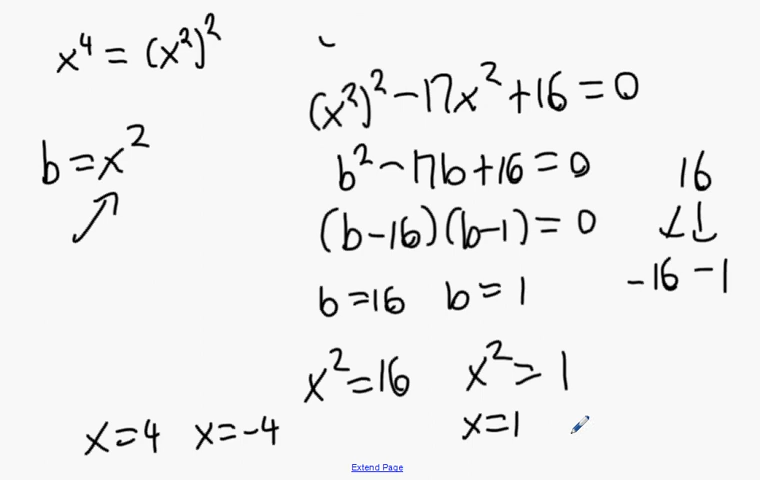 x⁴ = (x²)²
(x²)² - 17x² + 16 = 0
b = x²
b² - 17b + 16 = 0
16
(b-16)(b-1) = 0
-16 -1
b = 16 b = 1
x² = 16 x² = 1
x = 4 x = -4 x = 1
Extend Page